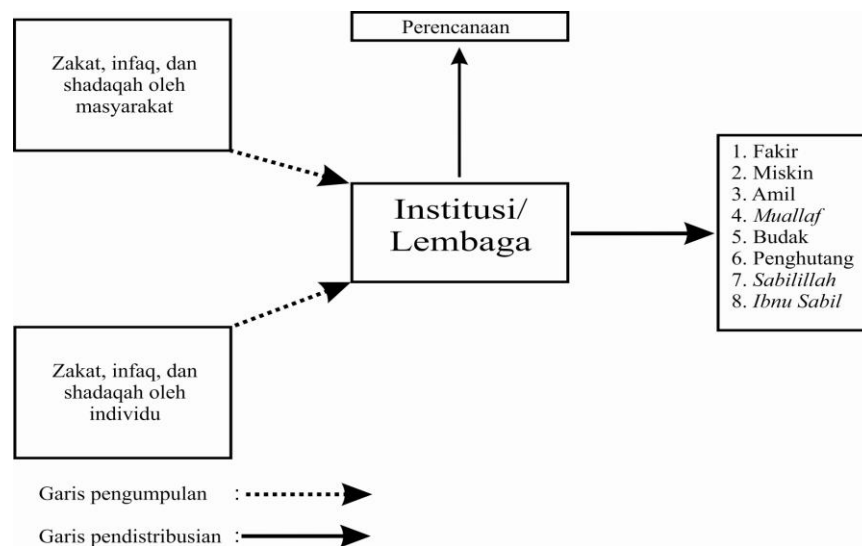 Perencanaan
Zakat, infaq, dan
shadaqah oleh
masyarakat
Institusi/
Lembaga
1. Fakir
2. Miskin
3. Amil
4. Muallaf
5. Budak
6. Penghutang
7. Sabilillah
8. Ibnu Sabil
Zakat, infaq, dan
shadaqah oleh
individu
Garis pengumpulan :
Garis pendistribusian :